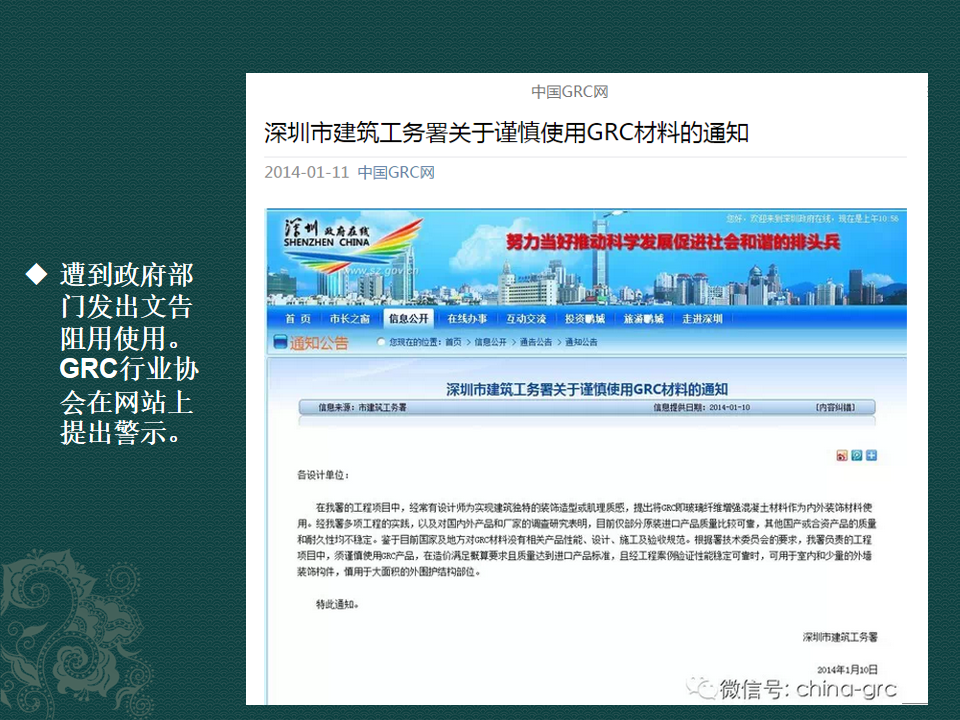 ◆ 遭到政府部
门发出文告
阻用使用。
GRC行业协
会在网站上
提出警示。
中国GRC网
深圳市建筑工务署关于谨慎使用GRC材料的通知
2014-01-11 中国GRC网
您好，欢迎来到深圳政府在线，现在是上午10:56
深圳 政府在线
SHENZHEN CHINA
www.sz.gov.cn
努力当好推动科学发展促进社会和谐的排头兵
首 页 市长之窗 信息公开 在线办事 互动交流 投资鹏城 旅游鹏城 走进深圳
通知公告 您现在的位置：首页 > 信息公开 > 通告公告 > 通知公告
深圳市建筑工务署关于谨慎使用GRC材料的通知
信息来源：市建筑工务署 信息提供日期：2014-01-10 [内容纠错]
各设计单位：
在我署的工程项目中，经常有设计师为实现建筑独特的装饰造型或肌理质感，提出将GRC即玻璃纤维增强混凝土材料作为内外装饰材料使
用。经我署多项工程的实践，以及对国内外产品和厂家的调查研究表明，目前仅部分原装进口产品质量比较可靠，其他国产或合资产品的质量
和耐久性均不稳定。鉴于目前国家及地方对GRC材料没有相关产品性能、设计、施工及验收规范。根据署技术委员会的要求，我署负责的工程
项目中，须谨慎使用GRC产品，在造价满足概算要求且质量达到进口产品标准，且经工程案例验证性能稳定可靠时，可用于室内和少量的外墙
装饰构件，慎用于大面积的外围护结构部位。
特此通知。
深圳市建筑工务署
2014年1月10日
微信号: china-grc